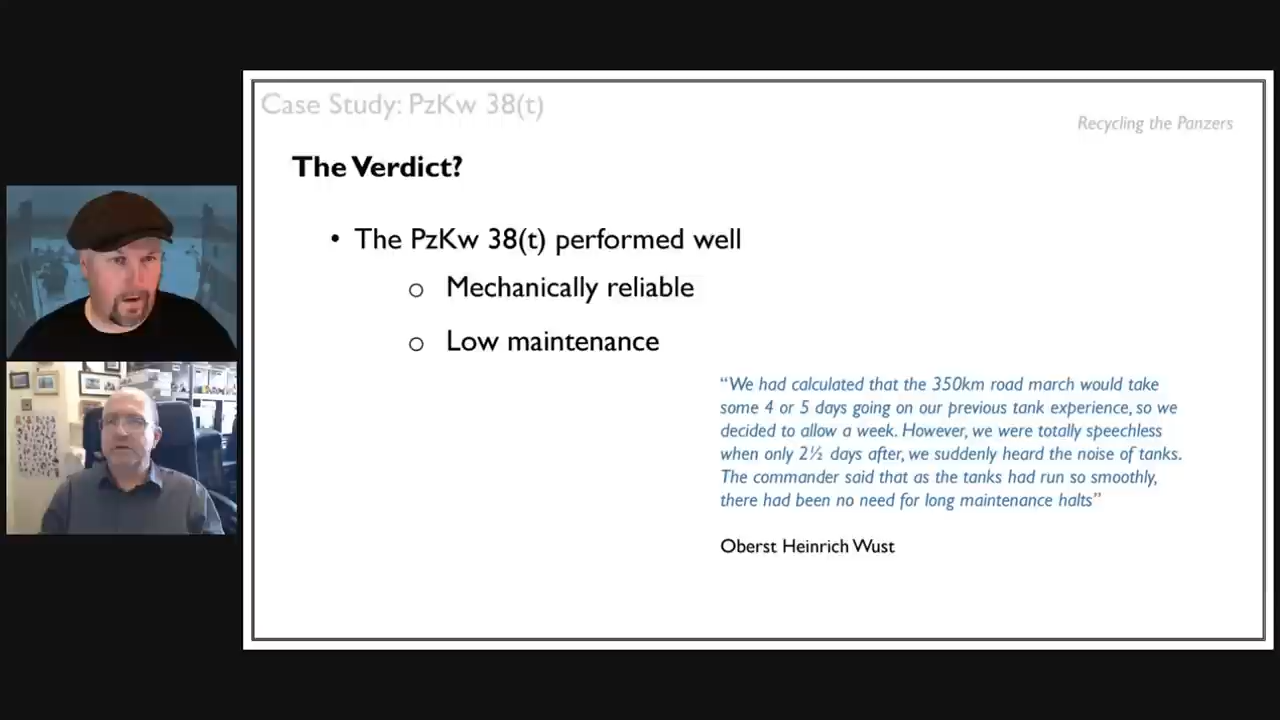 Case Study: PzKw 38(t)
Recycling the Panzers
The Verdict?
• The PzKw 38(t) performed well
o Mechanically reliable
o Low maintenance
“We had calculated that the 350km road march would take
some 4 or 5 days going on our previous tank experience, so we
decided to allow a week. However, we were totally speechless
when only 2½ days after, we suddenly heard the noise of tanks.
The commander said that as the tanks had run so smoothly,
there had been no need for long maintenance halts”
Oberst Heinrich Wust